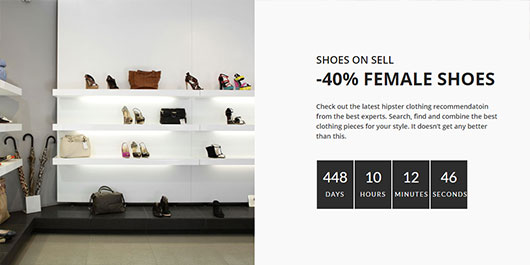 SHOES ON SELL
-40% FEMALE SHOES
Check out the latest hipster clothing recommendatoin
from the best experts. Search, find and combine the best
clothing pieces for your style. It doesn't get any better
than this.
448 10 12 46
DAYS HOURS MINUTES SECONDS